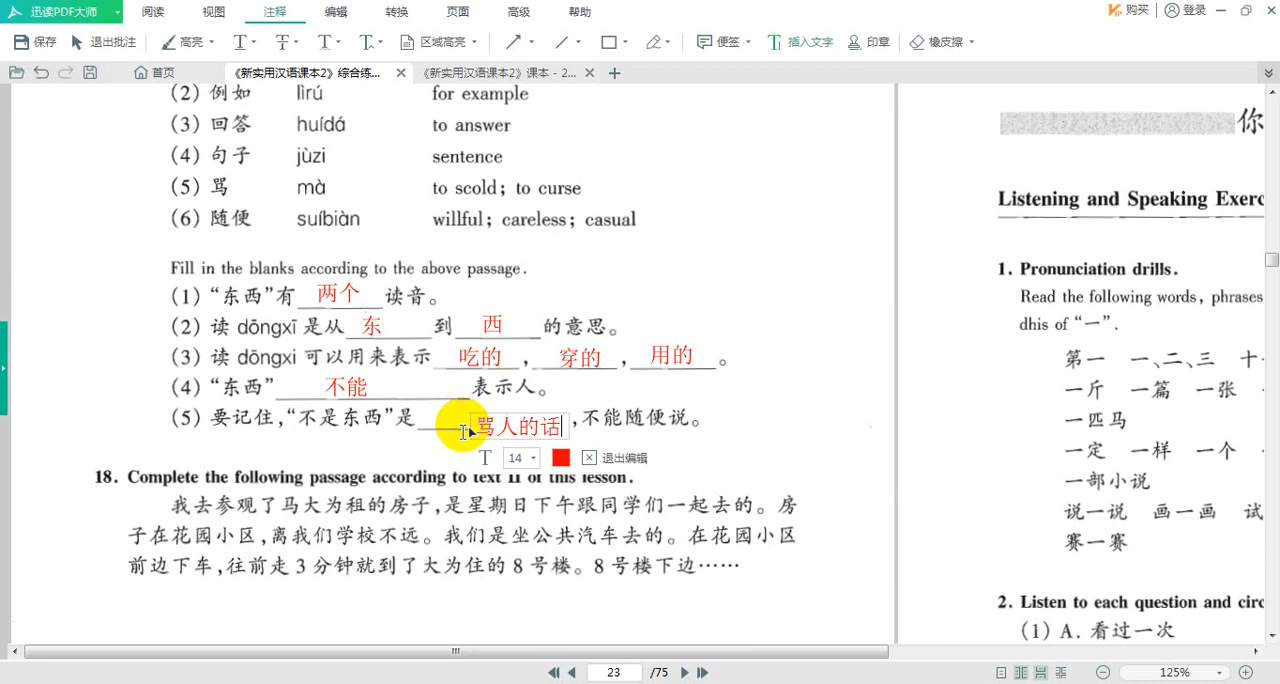 迅读PDF大师 阅读 视图 注释 编辑 转换 页面 高级 帮助 购买 登录
保存 退出批注 高亮 区域高亮 便签 插入文字 印章 橡皮擦
首页 《新实用汉语课本2》综合练... 《新实用汉语课本2》课本 - 2...
(2) 例如 lìrú for example
(3) 回答 huídá to answer
(4) 句子 jùzi sentence
(5) 骂 mà to scold; to curse
(6) 随便 suíbiàn willful; careless; casual
Fill in the blanks according to the above passage.
(1) “东西”有 两个 读音。
(2) 读 dōngxī 是从 东 到 西 的意思。
(3) 读 dōngxi 可以用来表示 吃的 , 穿的 , 用的 。
(4) “东西” 不能 表示人。
(5) 要记住,“不是东西”是 骂人的话 ,不能随便说。
14 退出编辑
18. Complete the following passage according to text II of this lesson.
我去参观了马大为租的房子,是星期日下午跟同学们一起去的。房
子在花园小区,离我们学校不远。我们是坐公共汽车去的。在花园小区
前边下车,往前走 3 分钟就到了大为住的 8 号楼。8 号楼下边……
你
Listening and Speaking Exerc
1. Pronunciation drills.
Read the following words, phrases
dhis of “一”.
第一 一、二、三 十
一斤 一篇 一张
一匹马
一定 一样 一个
一部小说
说一说 画一画 试
赛一赛
2. Listen to each question and circ
(1) A. 看过一次
23 /75 125%